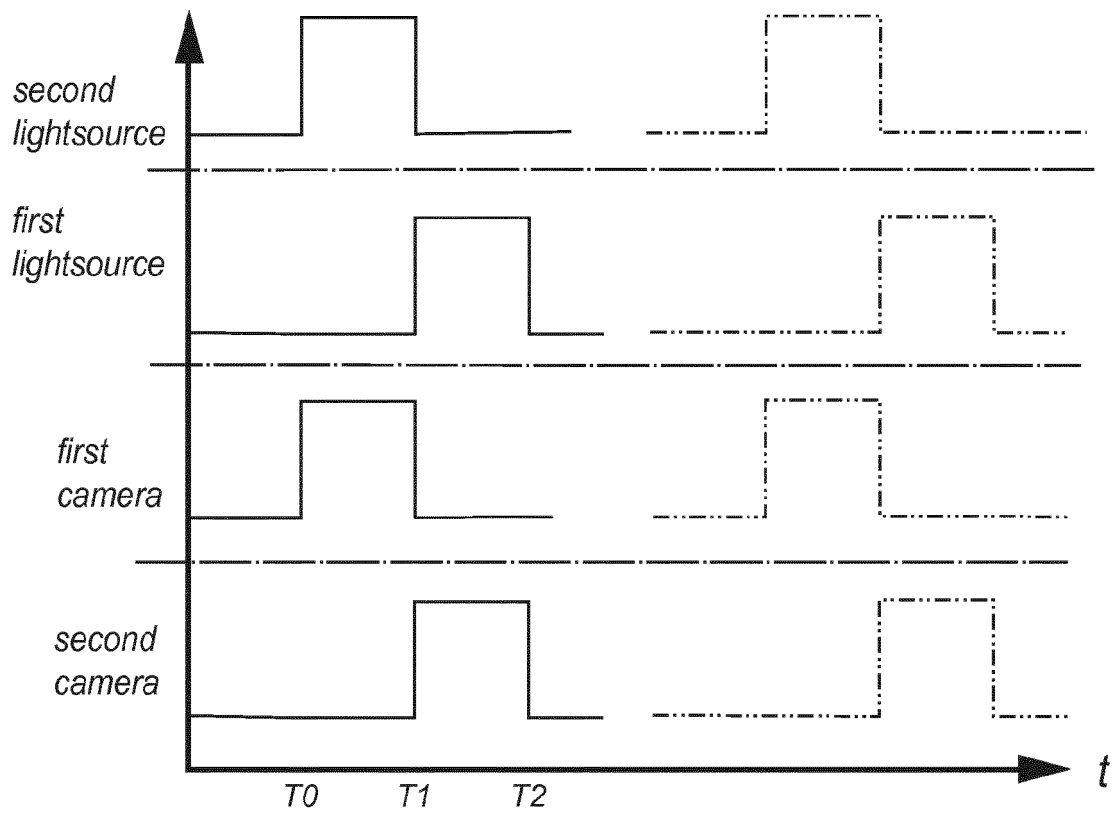 second
lightsource
first
lightsource
first
camera
second
camera
T0 T1 T2
t